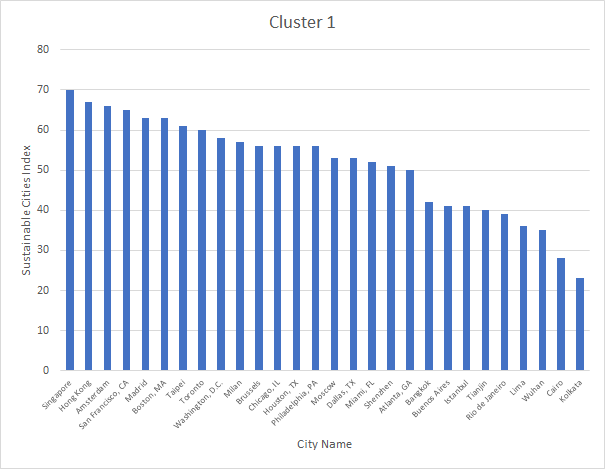 Cluster 1
80
70
60
50
40
30
20
10
0
Sustainable Cities Index
Singapore
Hong Kong
Amsterdam
San Francisco, CA
Madrid
Boston, MA
Taipei
Toronto
Washington, D.C.
Milan
Brussels
Chicago, IL
Houston, TX
Philadelphia, PA
Moscow
Dallas, TX
Miami, FL
Shenzhen
Atlanta, GA
Bangkok
Buenos Aires
Istanbul
Tianjin
Rio de Janeiro
Lima
Wuhan
Cairo
Kolkata
City Name